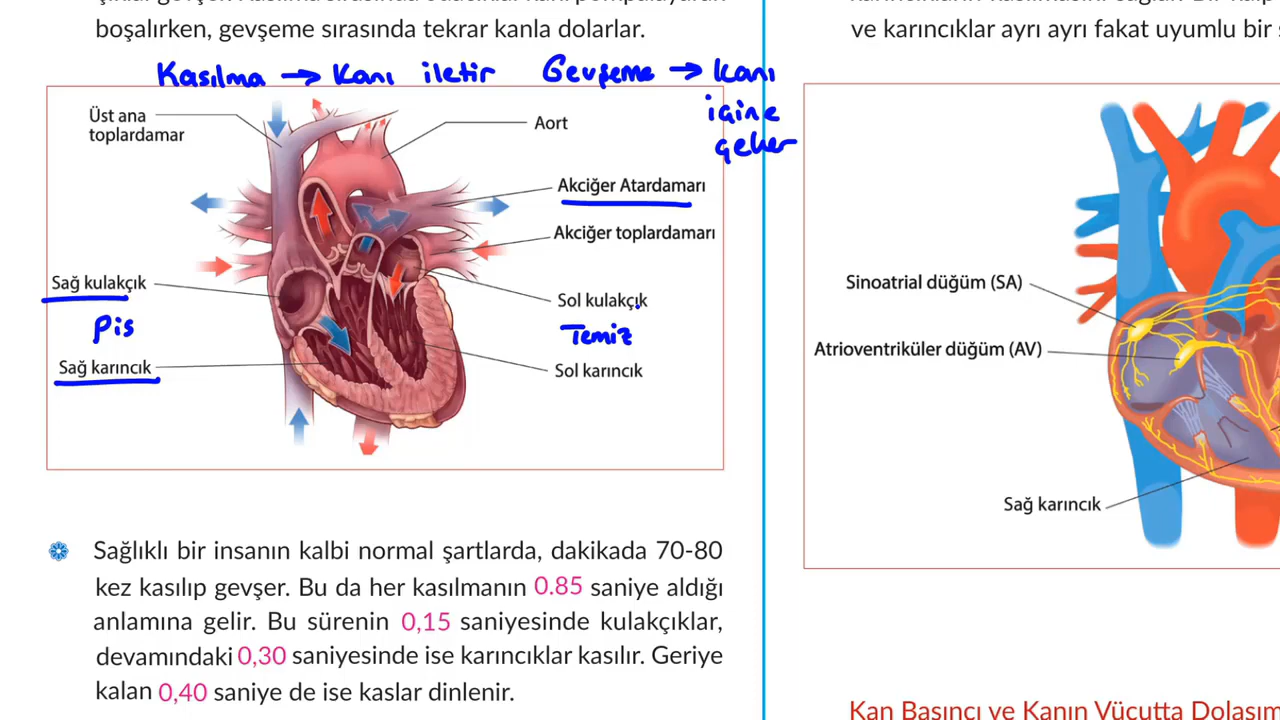 boşalırken, gevşeme sırasında tekrar kanla dolarlar.
Kasılma → Kanı iletir
Gevşeme → Kanı
içine
çeker
Üst ana
toplardamar
Aort
Akciğer Atardamarı
Akciğer toplardamarı
Sağ kulakçık
Sol kulakçık
Pis
Temiz
Sağ karıncık
Sol karıncık
Sağlıklı bir insanın kalbi normal şartlarda, dakikada 70-80
kez kasılıp gevşer. Bu da her kasılmanın 0.85 saniye aldığı
anlamına gelir. Bu sürenin 0,15 saniyesinde kulakçıklar,
devamındaki 0,30 saniyesinde ise karıncıklar kasılır. Geriye
kalan 0,40 saniye de ise kaslar dinlenir.
ve karıncıklar ayrı ayrı fakat uyumlu bir
Sinoatrial düğüm (SA)
Atrioventriküler düğüm (AV)
Sağ karıncık
Kan Basıncı ve Kanın Vücutta